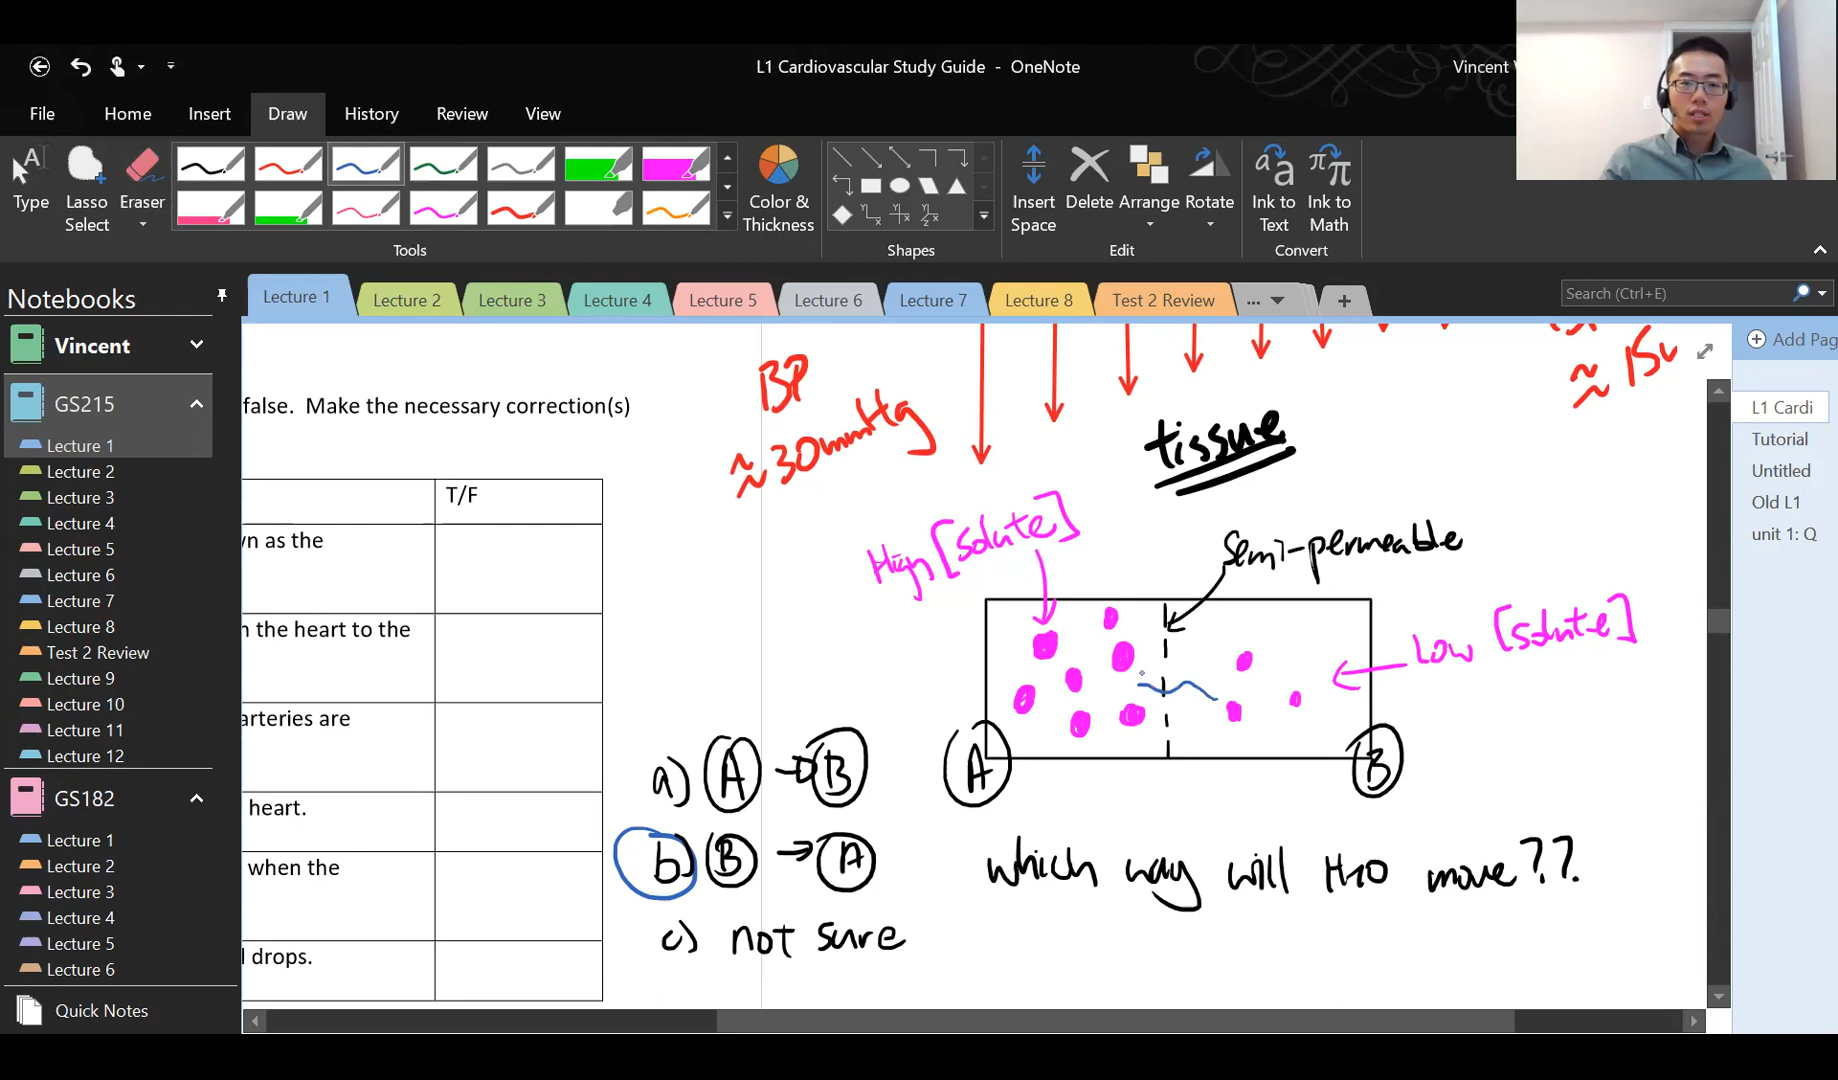 L1 Cardiovascular Study Guide - OneNote
Vincent
File
Home
Insert
Draw
History
Review
View
Type
Lasso Select
Eraser
Color & Thickness
Insert Space
Delete
Arrange
Rotate
Ink to Text
Ink to Math
Tools
Shapes
Edit
Convert
Notebooks
Lecture 1
Lecture 2
Lecture 3
Lecture 4
Lecture 5
Lecture 6
Lecture 7
Lecture 8
Test 2 Review
...
Search (Ctrl+E)
Vincent
GS215
Lecture 1
Lecture 2
Lecture 3
Lecture 4
Lecture 5
Lecture 6
Lecture 7
Lecture 8
Test 2 Review
Lecture 9
Lecture 10
Lecture 11
Lecture 12
GS182
Lecture 1
Lecture 2
Lecture 3
Lecture 4
Lecture 5
Lecture 6
Quick Notes
false. Make the necessary correction(s)
T/F
wn as the
n the heart to the
arteries are
heart.
when the
drops.
BP
≈30mmHg
≈
tissue
High [solute]
semi-permeable
Low [solute]
A
B
a) A → B
b) B → A
c) not sure
which way will H2O move??
Add Pag
L1 Cardi
Tutorial
Untitled
Old L1
unit 1: Q